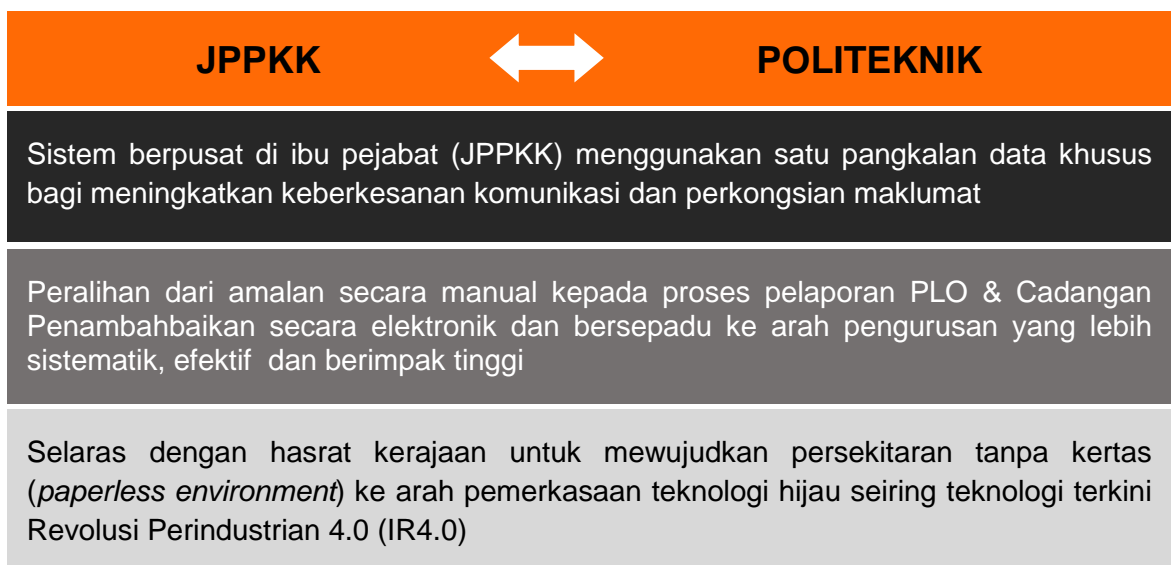 JPPKK POLITEKNIK
Sistem berpusat di ibu pejabat (JPPKK) menggunakan satu pangkalan data khusus
bagi meningkatkan keberkesanan komunikasi dan perkongsian maklumat
Peralihan dari amalan secara manual kepada proses pelaporan PLO & Cadangan
Penambahbaikan secara elektronik dan bersepadu ke arah pengurusan yang lebih
sistematik, efektif dan berimpak tinggi
Selaras dengan hasrat kerajaan untuk mewujudkan persekitaran tanpa kertas
(paperless environment) ke arah pemerkasaan teknologi hijau seiring teknologi terkini
Revolusi Perindustrian 4.0 (IR4.0)